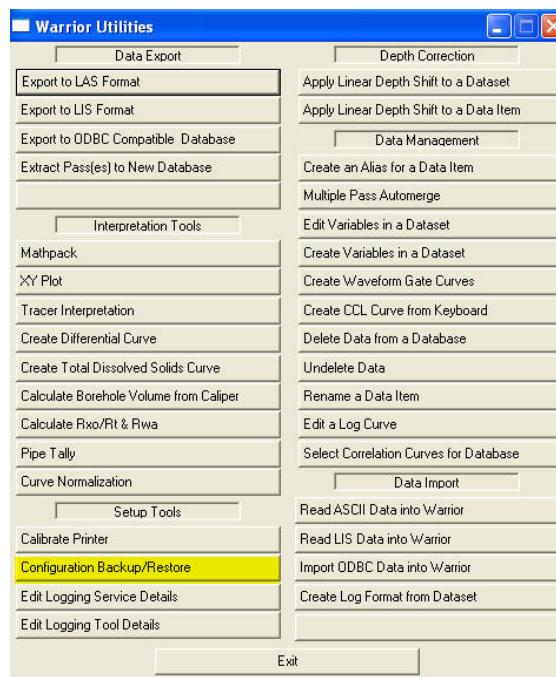 Warrior Utilities
Data Export
Export to LAS Format
Export to LIS Format
Export to ODBC Compatible Database
Extract Pass(es) to New Database
Interpretation Tools
Mathpack
XY Plot
Tracer Interpretation
Create Differential Curve
Create Total Dissolved Solids Curve
Calculate Borehole Volume from Caliper
Calculate Rxo/Rt & Rwa
Pipe Tally
Curve Normalization
Setup Tools
Calibrate Printer
Configuration Backup/Restore
Edit Logging Service Details
Edit Logging Tool Details
Depth Correction
Apply Linear Depth Shift to a Dataset
Apply Linear Depth Shift to a Data Item
Data Management
Create an Alias for a Data Item
Multiple Pass Automerge
Edit Variables in a Dataset
Create Variables in a Dataset
Create Waveform Gate Curves
Create CCL Curve from Keyboard
Delete Data from a Database
Undelete Data
Rename a Data Item
Edit a Log Curve
Select Correlation Curves for Database
Data Import
Read ASCII Data into Warrior
Read LIS Data into Warrior
Import ODBC Data into Warrior
Create Log Format from Dataset
Exit